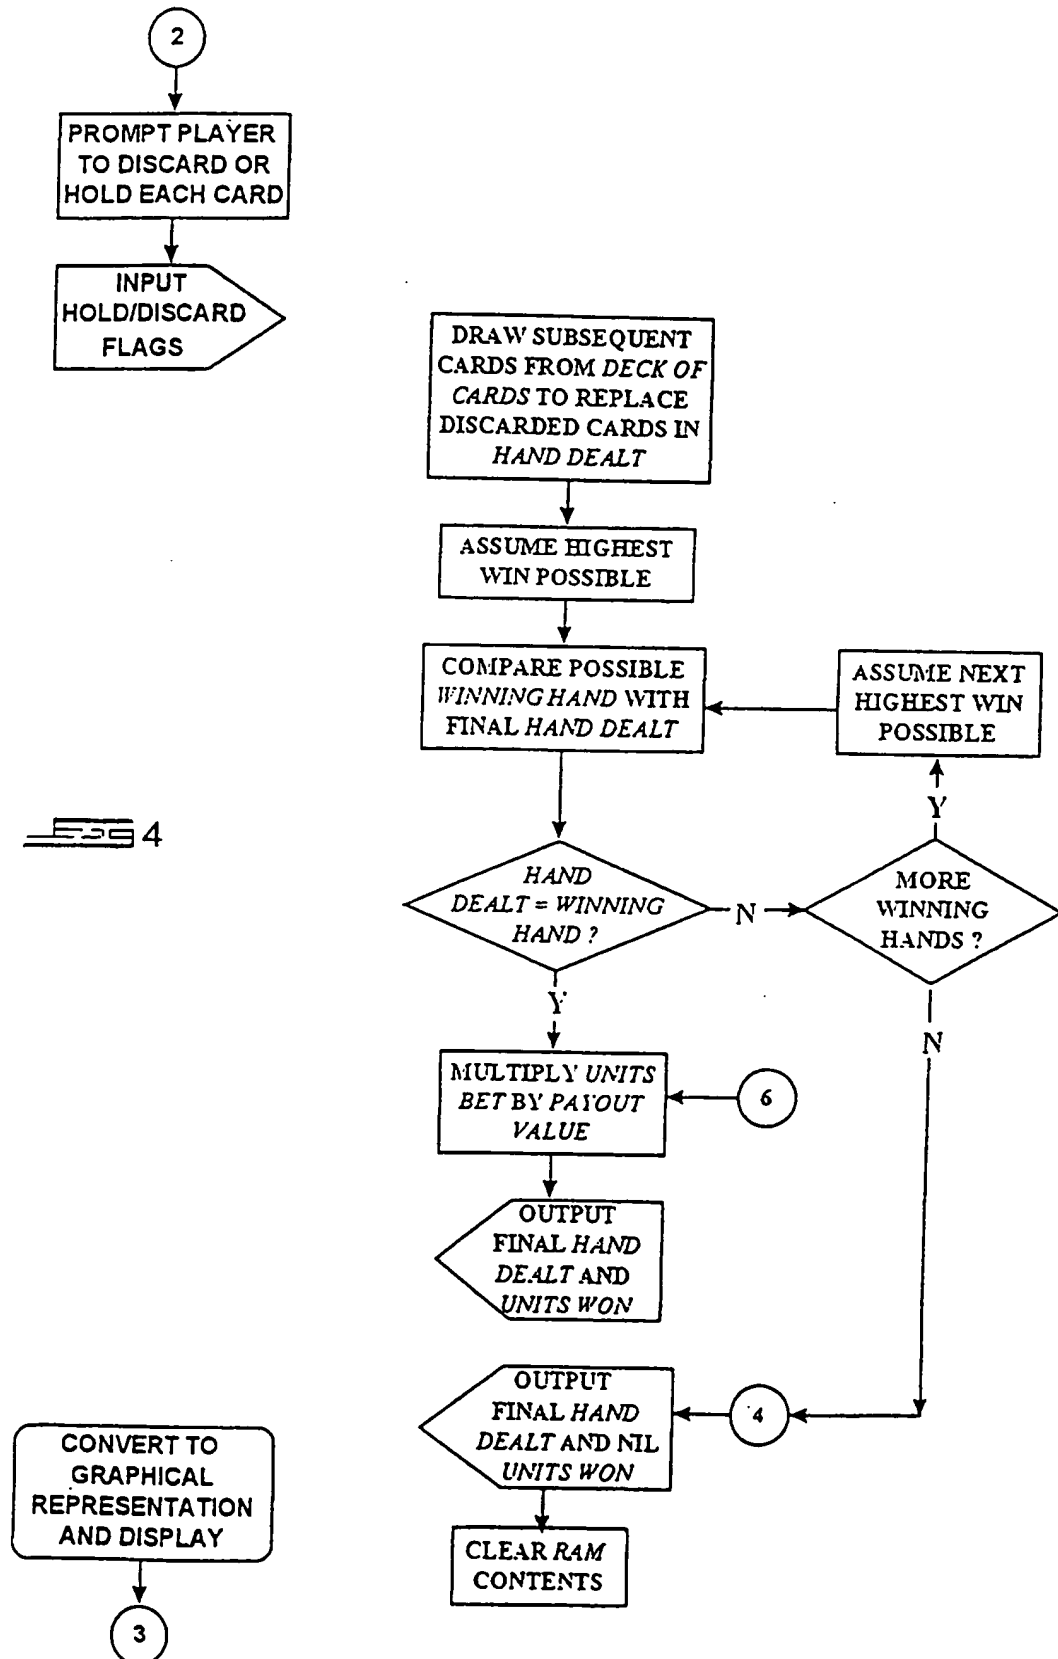 2
PROMPT PLAYER
TO DISCARD OR
HOLD EACH CARD
INPUT
HOLD/DISCARD
FLAGS
DRAW SUBSEQUENT
CARDS FROM DECK OF
CARDS TO REPLACE
DISCARDED CARDS IN
HAND DEALT
ASSUME HIGHEST
WIN POSSIBLE
COMPARE POSSIBLE
WINNING HAND WITH
FINAL HAND DEALT
ASSUME NEXT
HIGHEST WIN
POSSIBLE
Y
4
HAND
DEALT = WINNING
HAND ?
N
MORE
WINNING
HANDS ?
Y
N
MULTIPLY UNITS
BET BY PAYOUT
VALUE
6
OUTPUT
FINAL HAND
DEALT AND
UNITS WON
OUTPUT
FINAL HAND
DEALT AND NIL
UNITS WON
4
CONVERT TO
GRAPHICAL
REPRESENTATION
AND DISPLAY
CLEAR RAM
CONTENTS
3